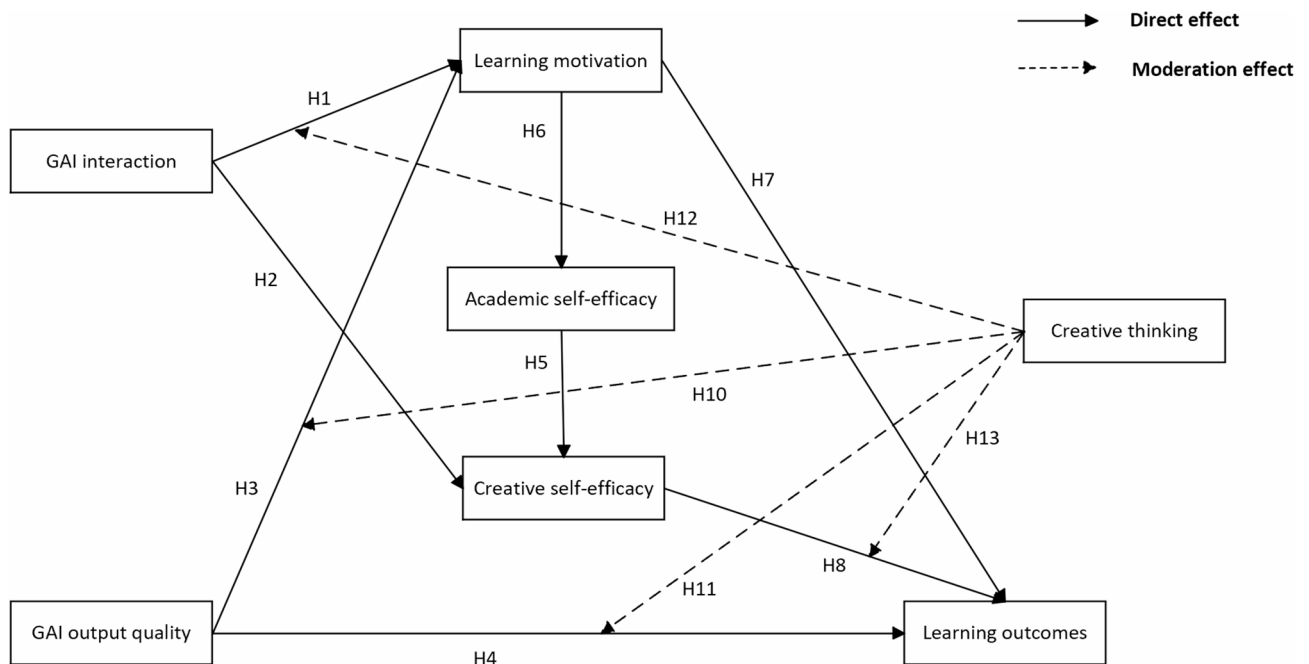 Direct effect
Learning motivation
Moderation effect
H1
H6
GAI interaction
H7
H12
H2
Academic self-efficacy
Creative thinking
H5
H10
H13
H3
Creative self-efficacy
H8
H11
GAI output quality
Learning outcomes
H4